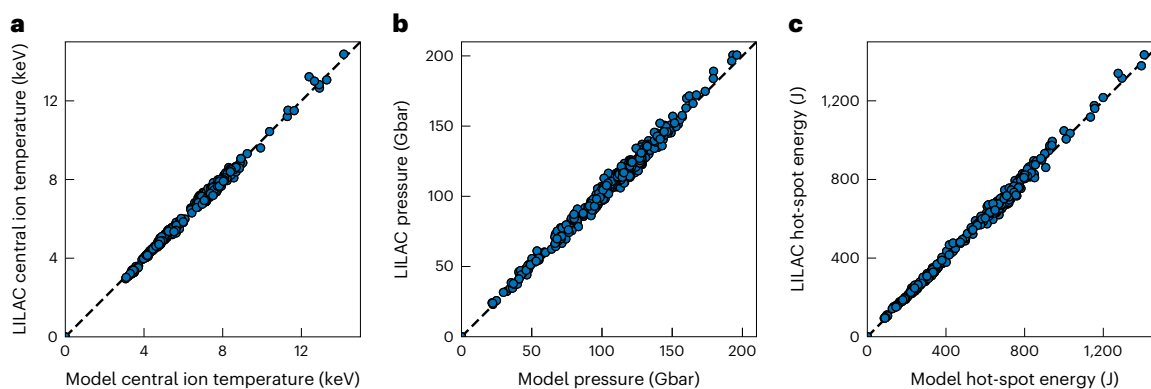 a
LILAC central ion temperature (keV)
12
8
4
0
0 4 8 12
Model central ion temperature (keV)
b
LILAC pressure (Gbar)
200
150
100
50
0
0 50 100 150 200
Model pressure (Gbar)
c
LILAC hot-spot energy (J)
1,200
800
400
0
0 400 800 1,200
Model hot-spot energy (J)